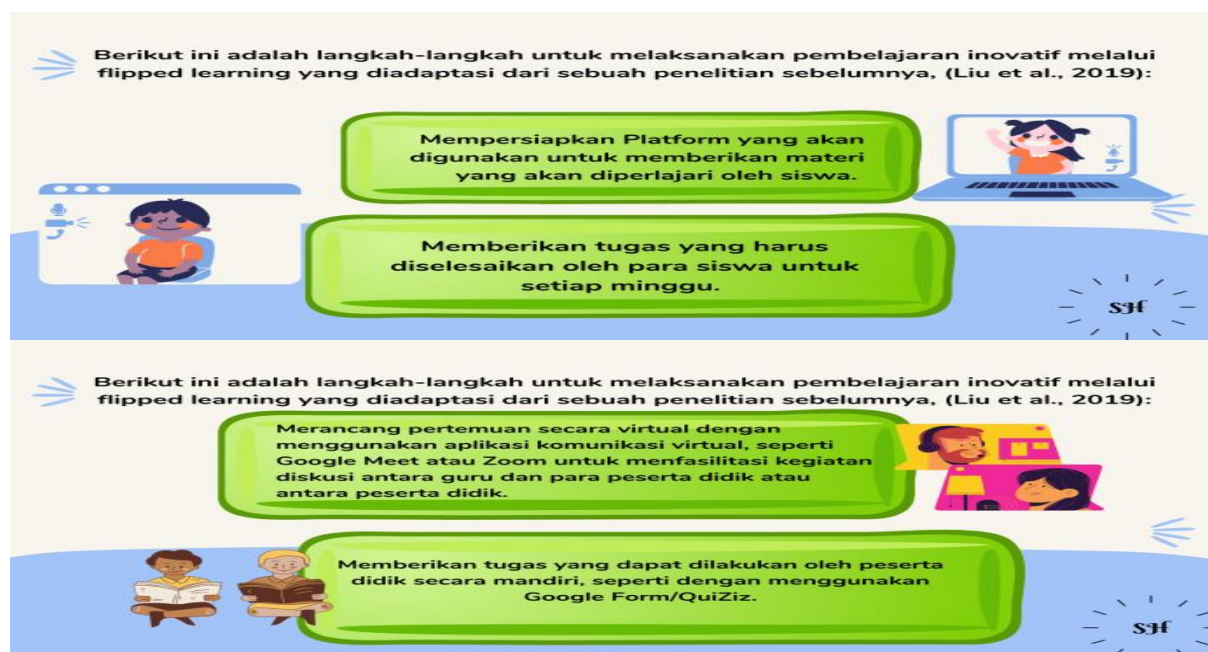 Berikut ini adalah langkah-langkah untuk melaksanakan pembelajaran inovatif melalui
flipped learning yang diadaptasi dari sebuah penelitian sebelumnya, (Liu et al., 2019):
Mempersiapkan Platform yang akan
digunakan untuk memberikan materi
yang akan diperlajari oleh siswa.
Memberikan tugas yang harus
diselesaikan oleh para siswa untuk
setiap minggu.
SH
Berikut ini adalah langkah-langkah untuk melaksanakan pembelajaran inovatif melalui
flipped learning yang diadaptasi dari sebuah penelitian sebelumnya, (Liu et al., 2019):
Merancang pertemuan secara virtual dengan
menggunakan aplikasi komunikasi virtual, seperti
Google Meet atau Zoom untuk menfasilitasi kegiatan
diskusi antara guru dan para peserta didik atau
antara peserta didik.
Memberikan tugas yang dapat dilakukan oleh peserta
didik secara mandiri, seperti dengan menggunakan
Google Form/QuiZiz.
SH